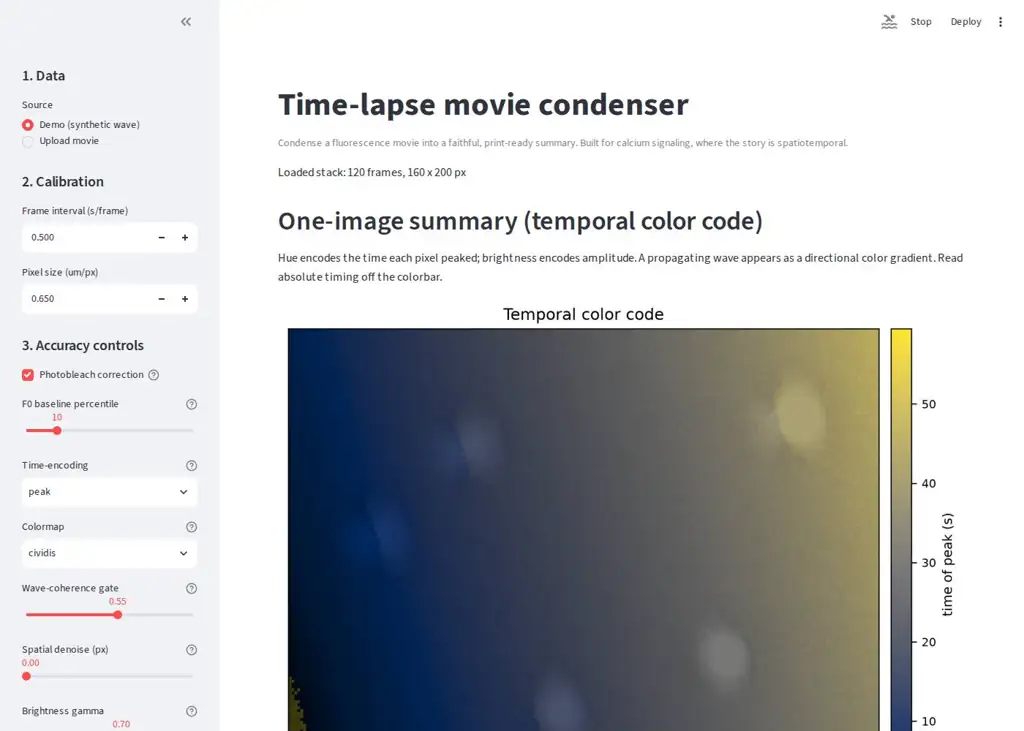 Stop
Deploy
1. Data
Source
Demo (synthetic wave)
Upload movie
2. Calibration
Frame interval (s/frame)
0.500
Pixel size (um/px)
0.650
3. Accuracy controls
Photobleach correction
F0 baseline percentile
10
Time-encoding
peak
Colormap
cividis
Wave-coherence gate
0.55
Spatial denoise (px)
0.00
Brightness gamma
0.70
Time-lapse movie condenser
Condense a fluorescence movie into a faithful, print-ready summary. Built for calcium signaling, where the story is spatiotemporal.
Loaded stack: 120 frames, 160 x 200 px
One-image summary (temporal color code)
Hue encodes the time each pixel peaked; brightness encodes amplitude. A propagating wave appears as a directional color gradient. Read
absolute timing off the colorbar.
Temporal color code
50
40
30
20
10
time of peak (s)